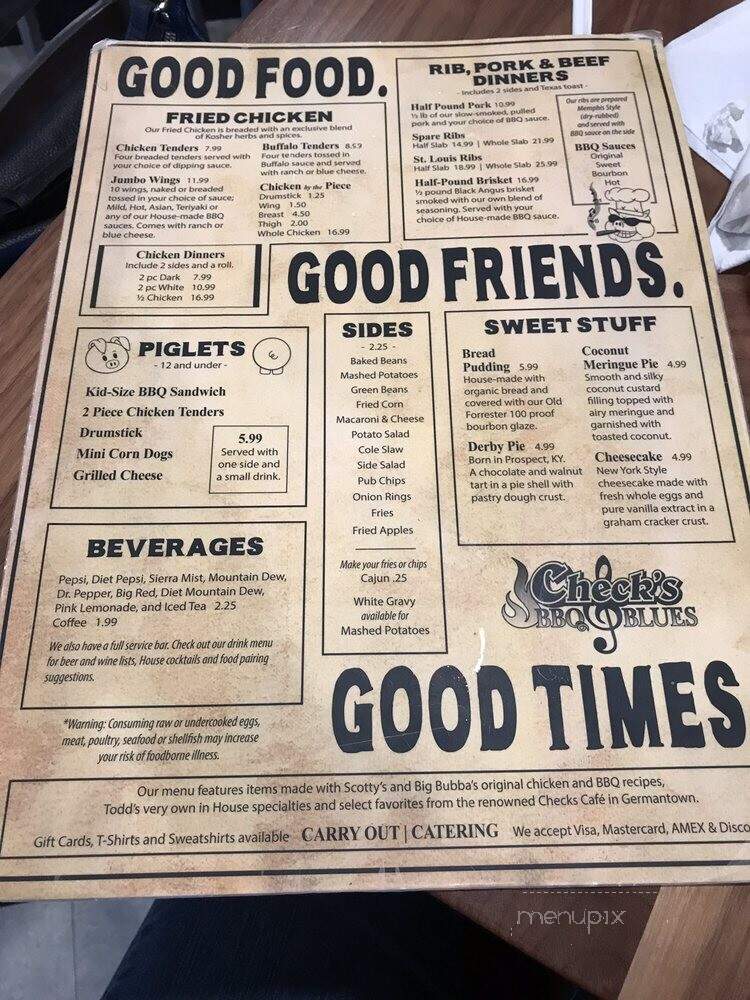 GOOD FOOD.
FRIED CHICKEN
Our Fried Chicken is breaded with an exclusive blend
of Kosher herbs and spices.
Chicken Tenders 7.99
Four breaded tenders served with
your choice of dipping sauce.
Jumbo Wings 11.99
10 wings, naked or breaded
tossed in your choice of sauce;
Mild, Hot, Asian, Teriyaki or
any of our House-made BBQ
sauces. Comes with ranch or
blue cheese.
Buffalo Tenders 8.53
Four tenders tossed in
Buffalo sauce and served
with ranch or blue cheese.
Chicken by the Piece
Drumstick 1.25
Wing 1.50
Breast 4.50
Thigh 2.00
Whole Chicken 16.99
Chicken Dinners
Include 2 sides and a roll.
2 pc Dark 7.99
2 pc White 10.99
½ Chicken 16.99
RIB, PORK & BEEF
DINNERS
- Includes 2 sides and Texas toast -
Half Pound Pork 10.99
½ lb of our slow-smoked, pulled
pork and your choice of BBQ sauce.
Spare Ribs
Half Slab 14.99 | Whole Slab 21.99
St. Louis Ribs
Half Slab 18.99 | Whole Slab 25.99
Half-Pound Brisket 16.99
½ pound Black Angus brisket
smoked with our own blend of
seasoning. Served with your
choice of House-made BBQ sauce.
Our ribs are prepared
Memphis Style
(dry-rubbed)
and served with
BBQ sauce on the side
BBQ Sauces
Original
Sweet
Bourbon
Hot
GOOD FRIENDS.
PIGLETS
- 12 and under -
Kid-Size BBQ Sandwich
2 Piece Chicken Tenders
Drumstick
Mini Corn Dogs
Grilled Cheese
5.99
Served with
one side and
a small drink.
SIDES
- 2.25 -
Baked Beans
Mashed Potatoes
Green Beans
Fried Corn
Macaroni & Cheese
Potato Salad
Cole Slaw
Side Salad
Pub Chips
Onion Rings
Fries
Fried Apples
Make your fries or chips
Cajun .25
White Gravy
available for
Mashed Potatoes
SWEET STUFF
Bread
Pudding 5.99
House-made with
organic bread and
covered with our Old
Forrester 100 proof
bourbon glaze.
Derby Pie 4.99
Born in Prospect, KY.
A chocolate and walnut
tart in a pie shell with
pastry dough crust.
Coconut
Meringue Pie 4.99
Smooth and silky
coconut custard
filling topped with
airy meringue and
garnished with
toasted coconut.
Cheesecake 4.99
New York Style
cheesecake made with
fresh whole eggs and
pure vanilla extract in a
graham cracker crust.
BEVERAGES
Pepsi, Diet Pepsi, Sierra Mist, Mountain Dew,
Dr. Pepper, Big Red, Diet Mountain Dew,
Pink Lemonade, and Iced Tea 2.25
Coffee 1.99
We also have a full service bar. Check out our drink menu
for beer and wine lists, House cocktails and food pairing
suggestions.
Check's
BBQ & BLUES
GOOD TIMES
*Warning: Consuming raw or undercooked eggs,
meat, poultry, seafood or shellfish may increase
your risk of foodborne illness.
Our menu features items made with Scotty's and Big Bubba's original chicken and BBQ recipes,
Todd's very own in House specialties and select favorites from the renowned Checks Café in Germantown.
Gift Cards, T-Shirts and Sweatshirts available CARRY OUT | CATERING We accept Visa, Mastercard, AMEX & Disco
menupix